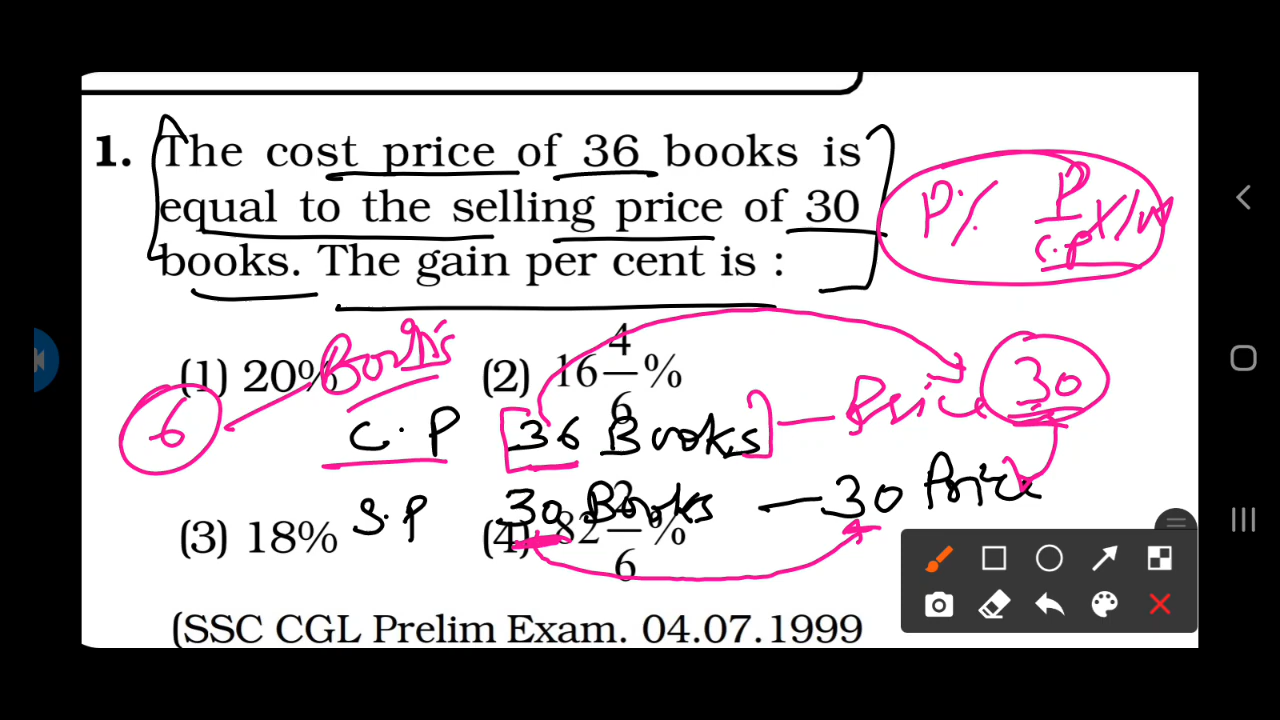 1. The cost price of 36 books is
equal to the selling price of 30
books. The gain per cent is :
P% P/C.P X
(1) 20% (2) 16 4/6 %
Books
6
C.P [36 Books] — Price 30
S.P 30 Books — 30 Price
(3) 18% (4) 82 %
6
(SSC CGL Prelim Exam. 04.07.1999